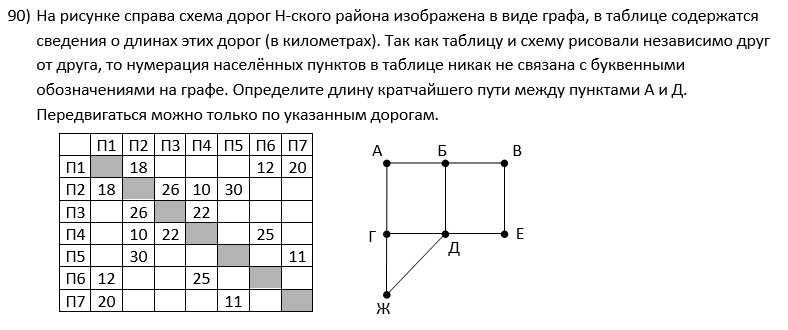 90) На рисунке справа схема дорог Н-ского района изображена в виде графа, в таблице содержатся
сведения о длинах этих дорог (в километрах). Так как таблицу и схему рисовали независимо друг
от друга, то нумерация населённых пунктов в таблице никак не связана с буквенными
обозначениями на графе. Определите длину кратчайшего пути между пунктами А и Д.
Передвигаться можно только по указанным дорогам.
П1 П2 П3 П4 П5 П6 П7
П1 18 12 20
П2 18 26 10 30
П3 26 22
П4 10 22 25
П5 30 11
П6 12 25
П7 20 11
А Б В
Г Д Е
Ж